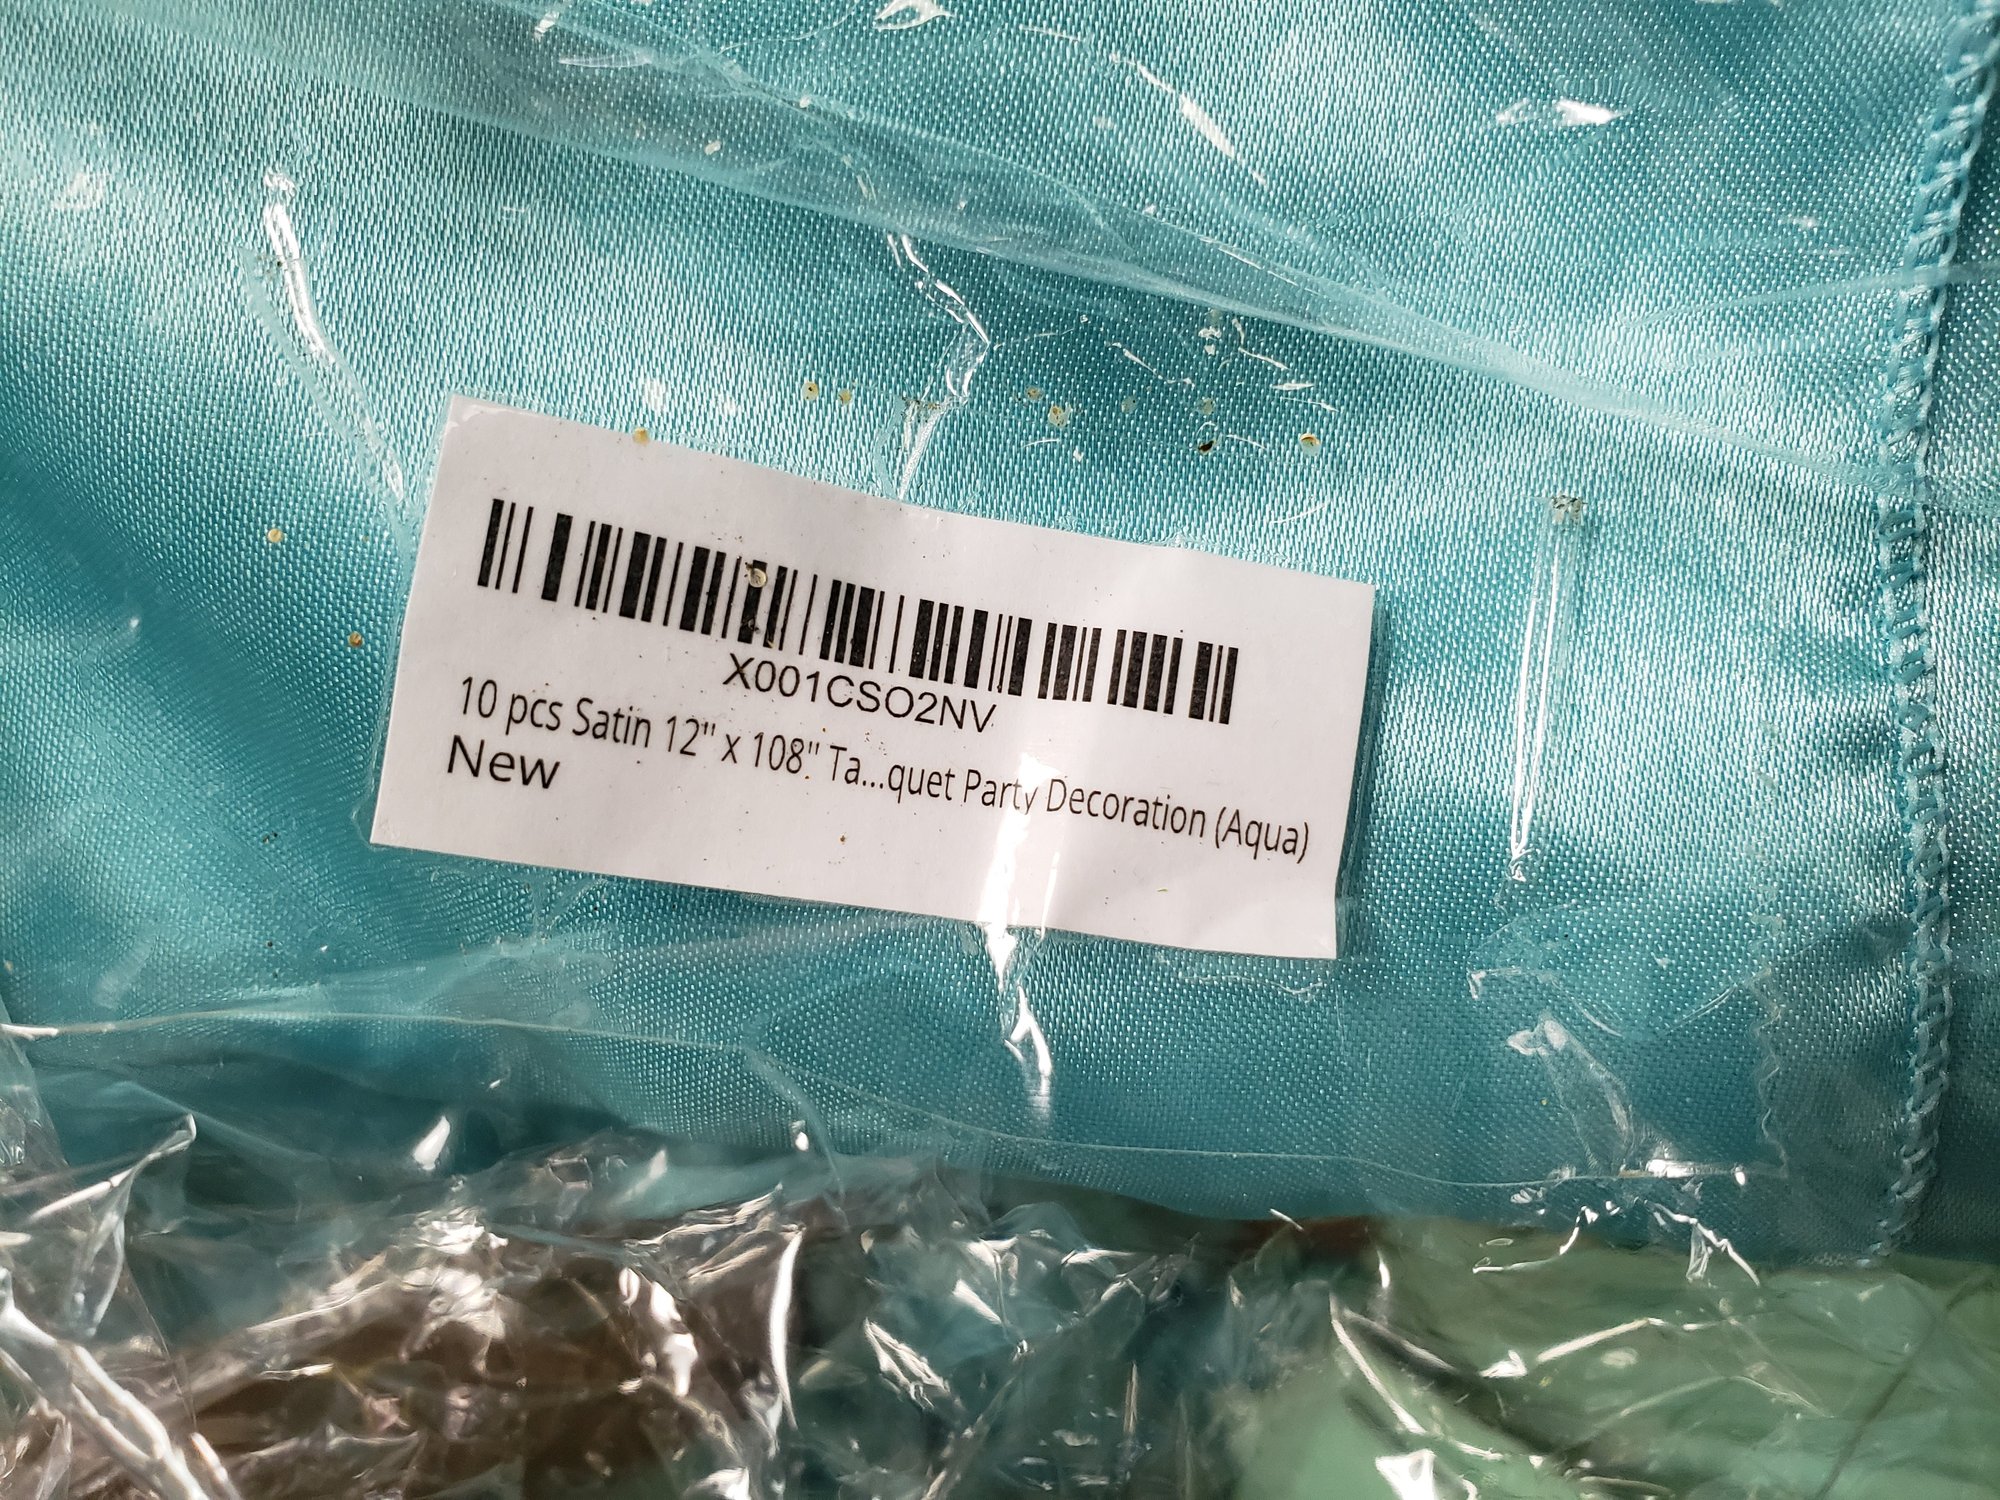 X001CSO2NV
10 pcs Satin 12" x 108" Ta...quet Party Decoration (Aqua)
New